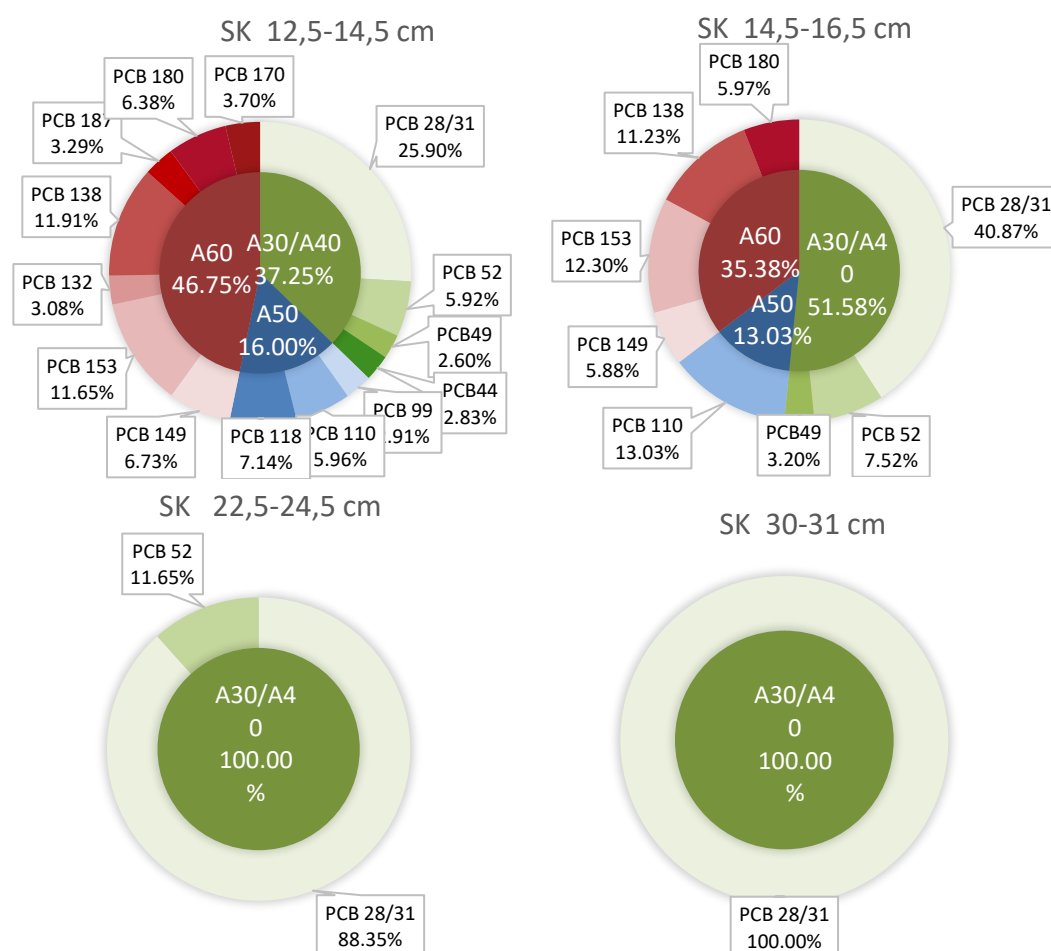 SK 12,5-14,5 cm
PCB 180
6.38%
PCB 170
3.70%
PCB 187
3.29%
PCB 28/31
25.90%
PCB 138
11.91%
A60
46.75%
A30/A40
37.25%
PCB 52
5.92%
PCB 132
3.08%
A50
16.00%
PCB49
2.60%
PCB 153
11.65%
PCB44
2.83%
PCB 99
.91%
PCB 149
6.73%
PCB 118
7.14%
PCB 110
5.96%
SK 14,5-16,5 cm
PCB 180
5.97%
PCB 138
11.23%
PCB 28/31
40.87%
PCB 153
12.30%
A60
35.38%
A30/A4
0
51.58%
A50
13.03%
PCB 149
5.88%
PCB 110
13.03%
PCB49
3.20%
PCB 52
7.52%
SK 22,5-24,5 cm
PCB 52
11.65%
A30/A4
0
100.00
%
PCB 28/31
88.35%
SK 30-31 cm
A30/A4
0
100.00
%
PCB 28/31
100.00%